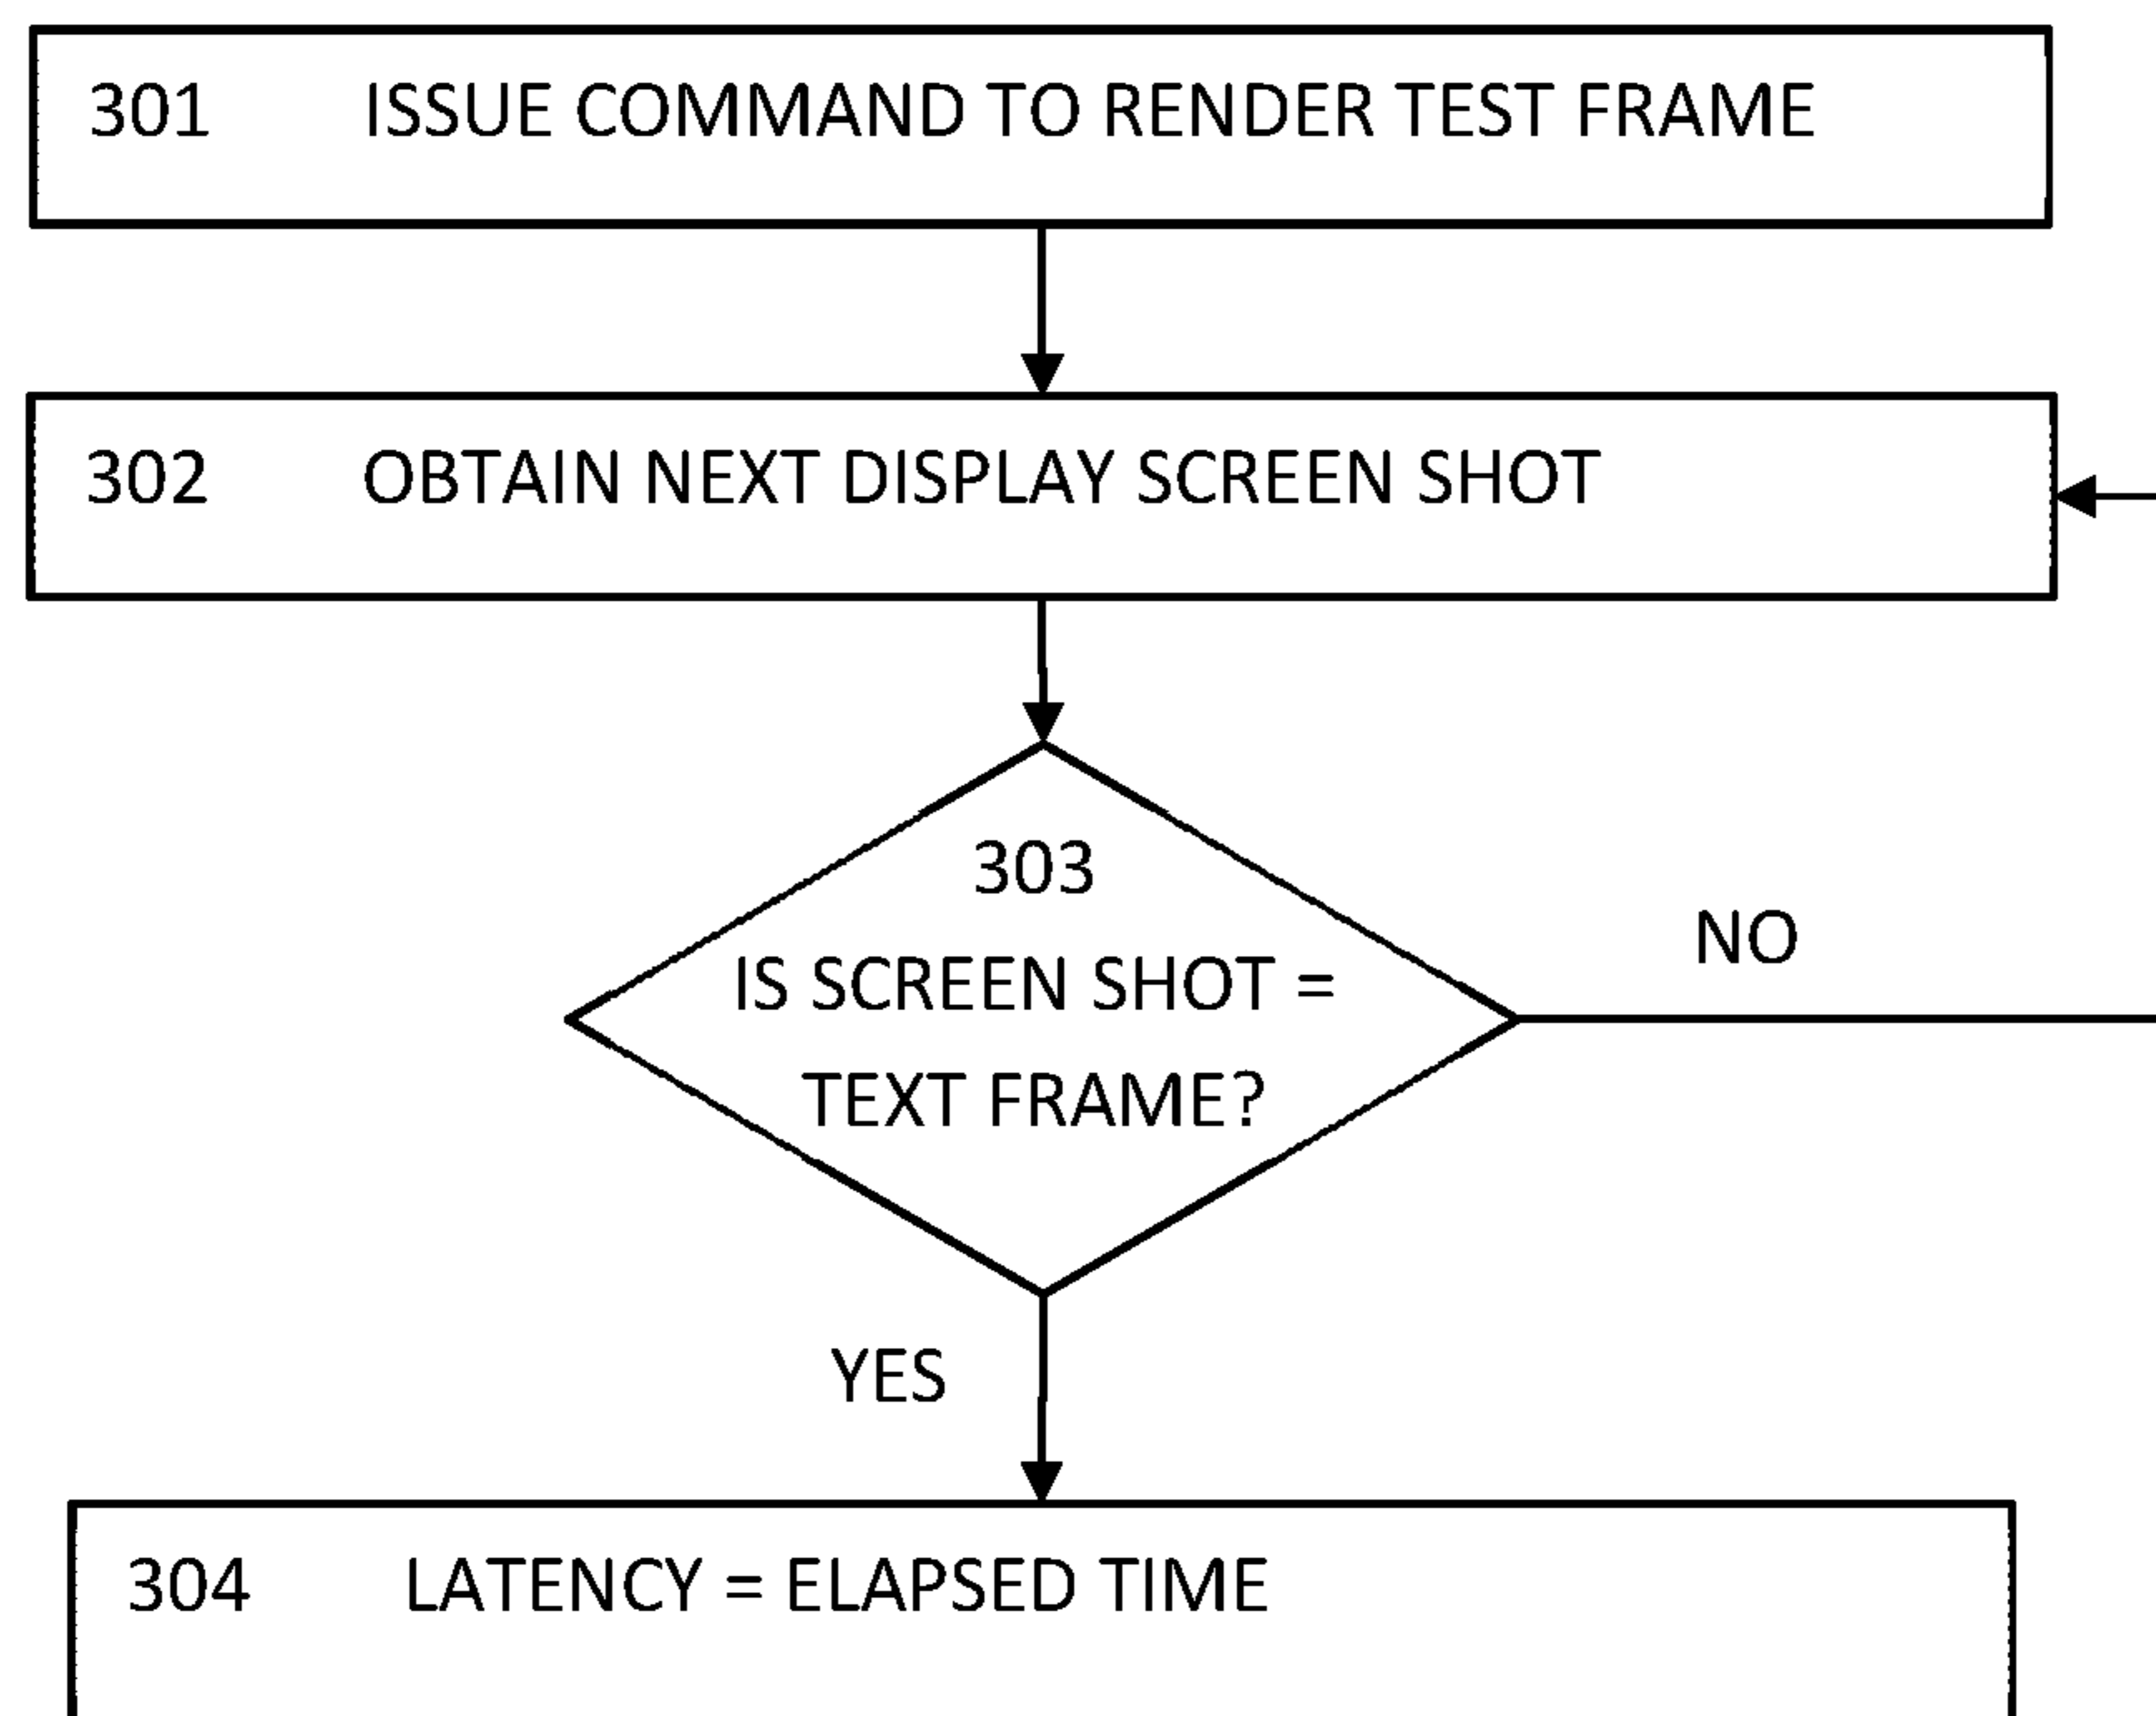 301 ISSUE COMMAND TO RENDER TEST FRAME
302 OBTAIN NEXT DISPLAY SCREEN SHOT
303
IS SCREEN SHOT =
TEXT FRAME?
NO
YES
304 LATENCY = ELAPSED TIME